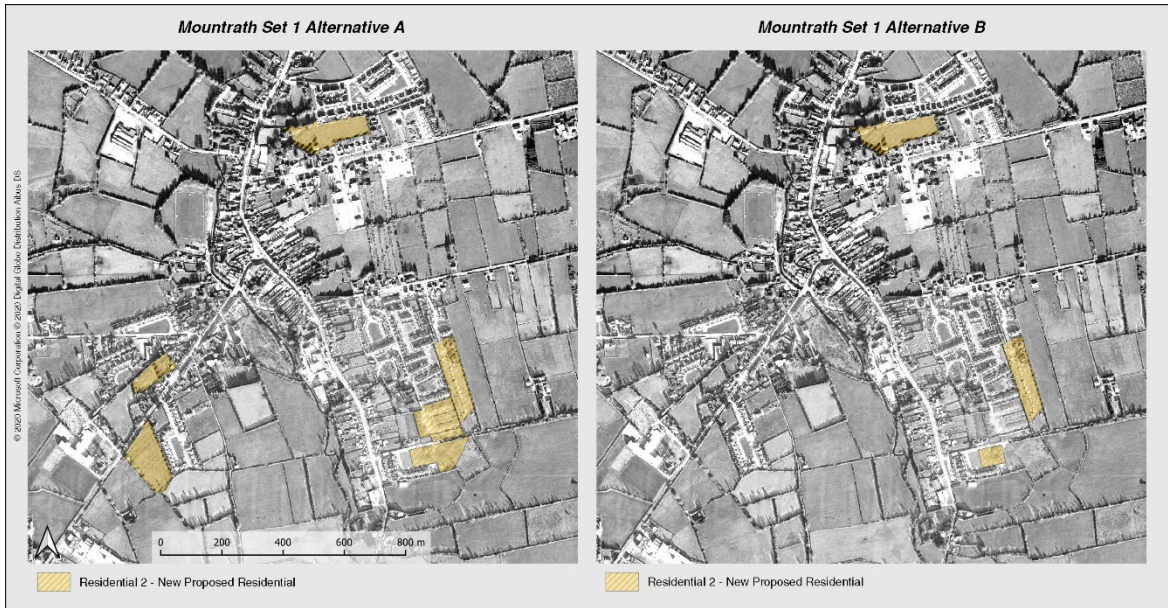 Mountrath Set 1 Alternative A
Mountrath Set 1 Alternative B
© 2020 Microsoft Corporation © 2020 Digital Globe Distribution Aibus DS
0 200 400 600 800 m
Residential 2 - New Proposed Residential
Residential 2 - New Proposed Residential